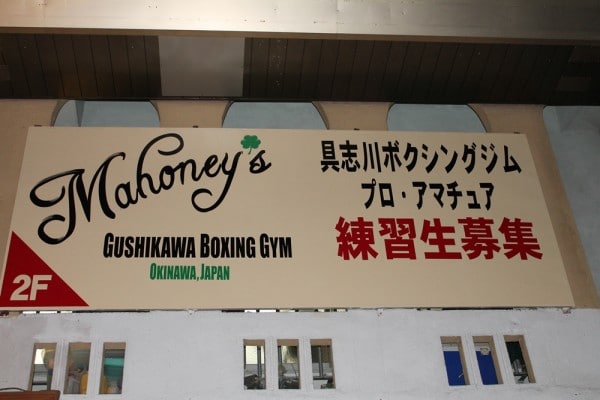 Mahoney's
GUSHIKAWA BOXING GYM
OKINAWA, JAPAN
2F
具志川ボクシングジム
プロ・アマチュア
練習生募集